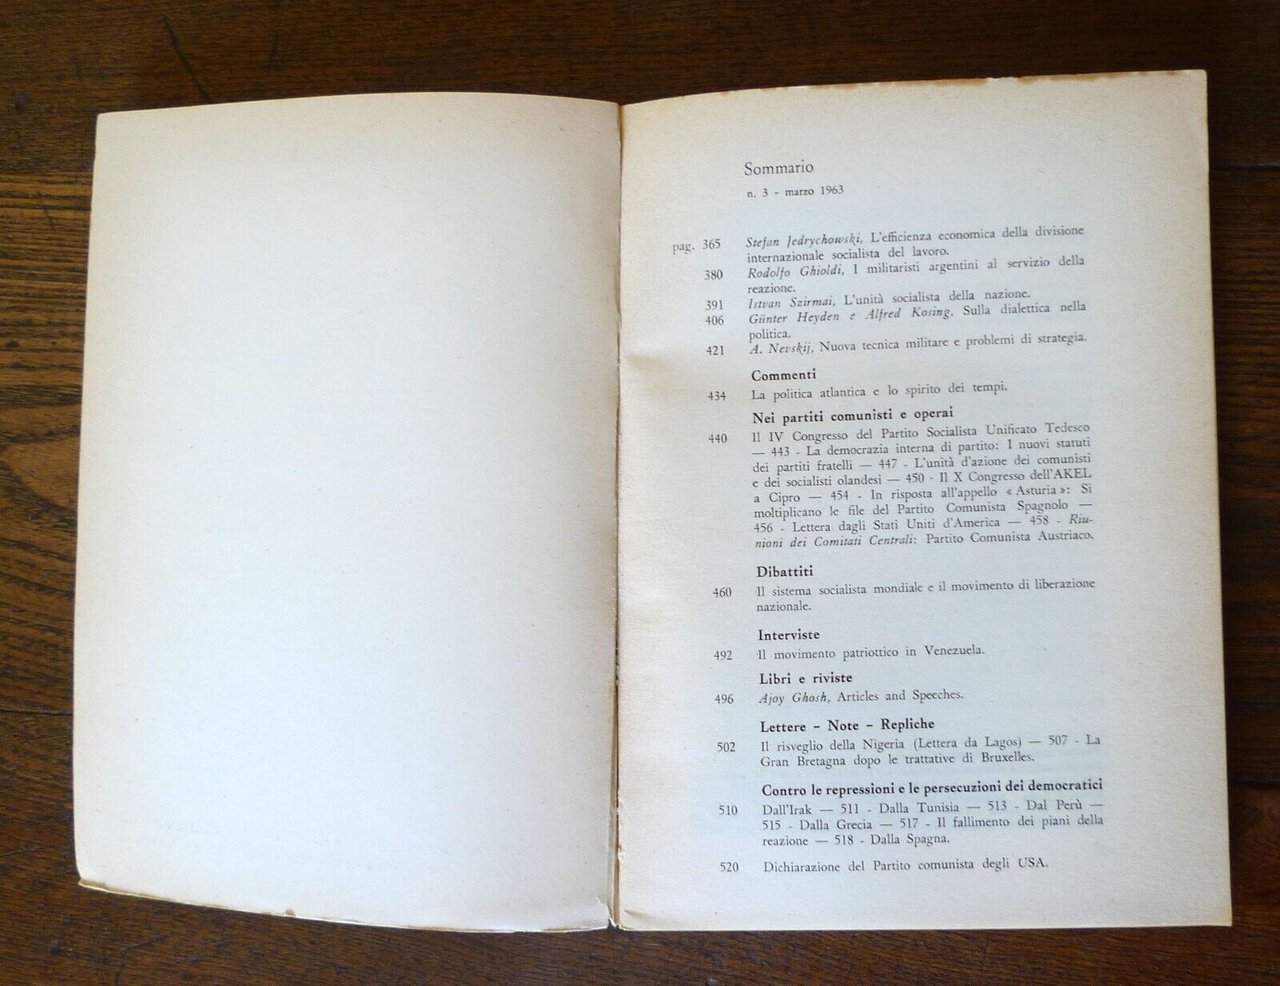 Sommario
n. 3 - marzo 1963
pag. 365 Stefan Jedrychowski, L'efficienza economica della divisione
internazionale socialista del lavoro.
380 Rodolfo Ghioldi, I militaristi argentini al servizio della
reazione.
391 Istvan Szirmai, L'unità socialista della nazione.
406 Günter Heyden e Alfred Kosing, Sulla dialettica nella
politica.
421 A. Nevskij, Nuova tecnica militare e problemi di strategia.
Commenti
434 La politica atlantica e lo spirito dei tempi.
Nei partiti comunisti e operai
440 Il IV Congresso del Partito Socialista Unificato Tedesco
— 443 - La democrazia interna di partito: I nuovi statuti
dei partiti fratelli — 447 - L'unità d'azione dei comunisti
e dei socialisti olandesi — 450 - Il X Congresso dell'AKEL
a Cipro — 454 - In risposta all'appello « Asturia »: Si
moltiplicano le file del Partito Comunista Spagnolo —
456 - Lettera dagli Stati Uniti d'America — 458 - Riu-
nioni dei Comitati Centrali: Partito Comunista Austriaco.
Dibattiti
460 Il sistema socialista mondiale e il movimento di liberazione
nazionale.
Interviste
492 Il movimento patriottico in Venezuela.
Libri e riviste
496 Ajoy Ghosh, Articles and Speeches.
Lettere - Note - Repliche
502 Il risveglio della Nigeria (Lettera da Lagos) — 507 - La
Gran Bretagna dopo le trattative di Bruxelles.
Contro le repressioni e le persecuzioni dei democratici
510 Dall'Irak — 511 - Dalla Tunisia — 513 - Dal Perù —
515 - Dalla Grecia — 517 - Il fallimento dei piani della
reazione — 518 - Dalla Spagna.
520 Dichiarazione del Partito comunista degli USA.